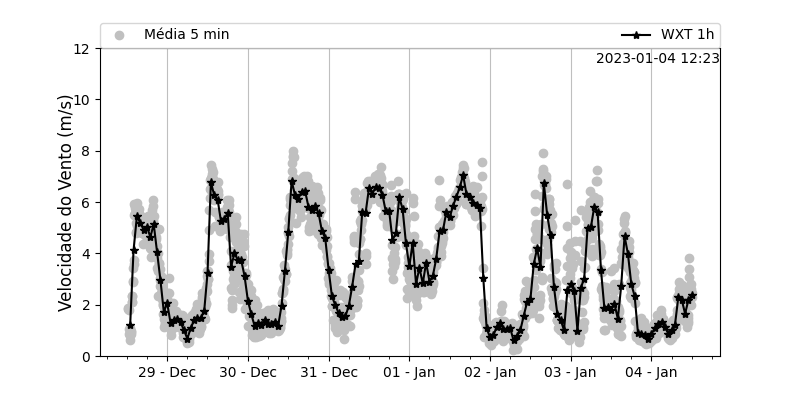 Média 5 min
WXT 1h
2023-01-04 12:23
Velocidade do Vento (m/s)
12
10
8
6
4
2
0
29 - Dec
30 - Dec
31 - Dec
01 - Jan
02 - Jan
03 - Jan
04 - Jan